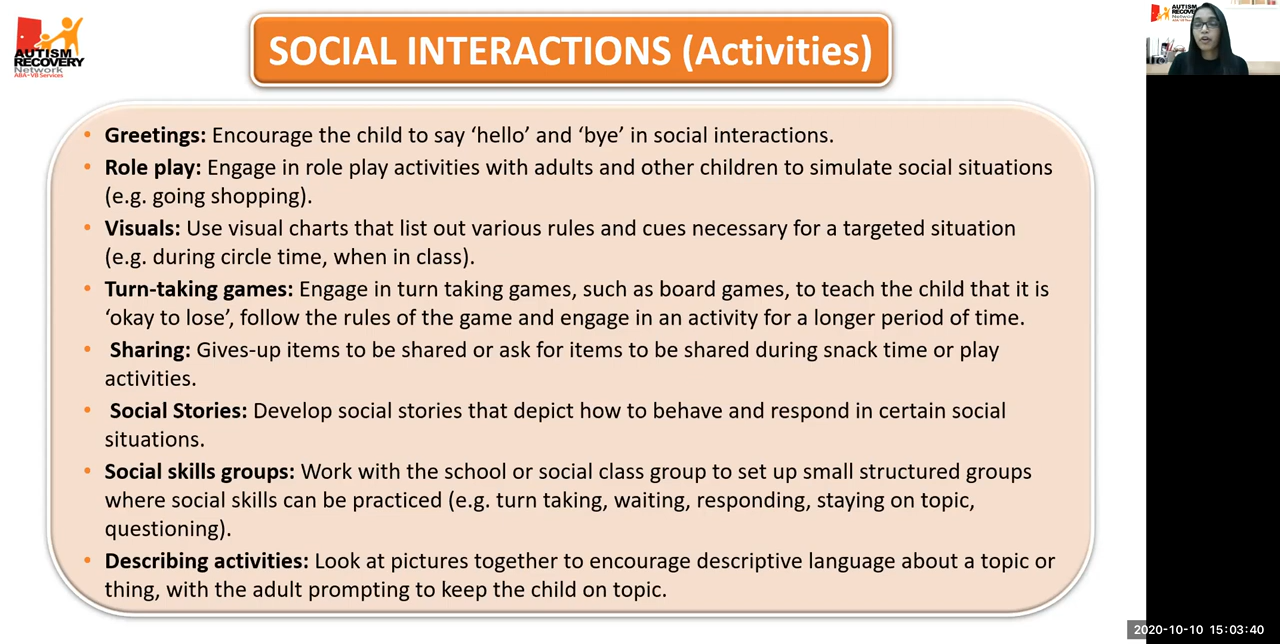 AUTISM
RECOVERY
Network
ABA - VB Services
SOCIAL INTERACTIONS (Activities)
• Greetings: Encourage the child to say ‘hello’ and ‘bye’ in social interactions.
• Role play: Engage in role play activities with adults and other children to simulate social situations
(e.g. going shopping).
• Visuals: Use visual charts that list out various rules and cues necessary for a targeted situation
(e.g. during circle time, when in class).
• Turn-taking games: Engage in turn taking games, such as board games, to teach the child that it is
‘okay to lose’, follow the rules of the game and engage in an activity for a longer period of time.
• Sharing: Gives-up items to be shared or ask for items to be shared during snack time or play
activities.
• Social Stories: Develop social stories that depict how to behave and respond in certain social
situations.
• Social skills groups: Work with the school or social class group to set up small structured groups
where social skills can be practiced (e.g. turn taking, waiting, responding, staying on topic,
questioning).
• Describing activities: Look at pictures together to encourage descriptive language about a topic or
thing, with the adult prompting to keep the child on topic.
2020-10-10 15:03:40